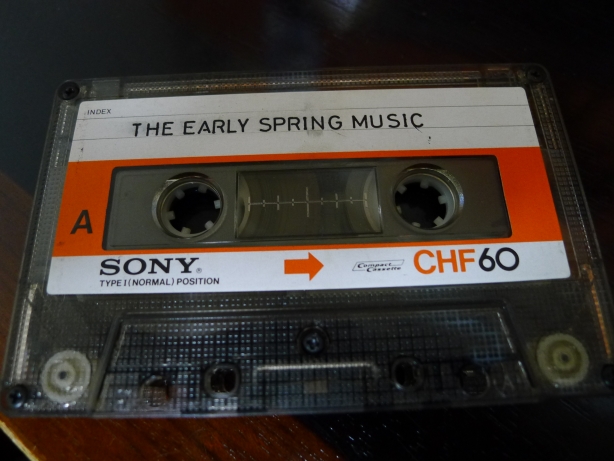 INDEX
THE EARLY SPRING MUSIC
A
SONY®
TYPE I (NORMAL) POSITION
Compact Cassette
CHF60